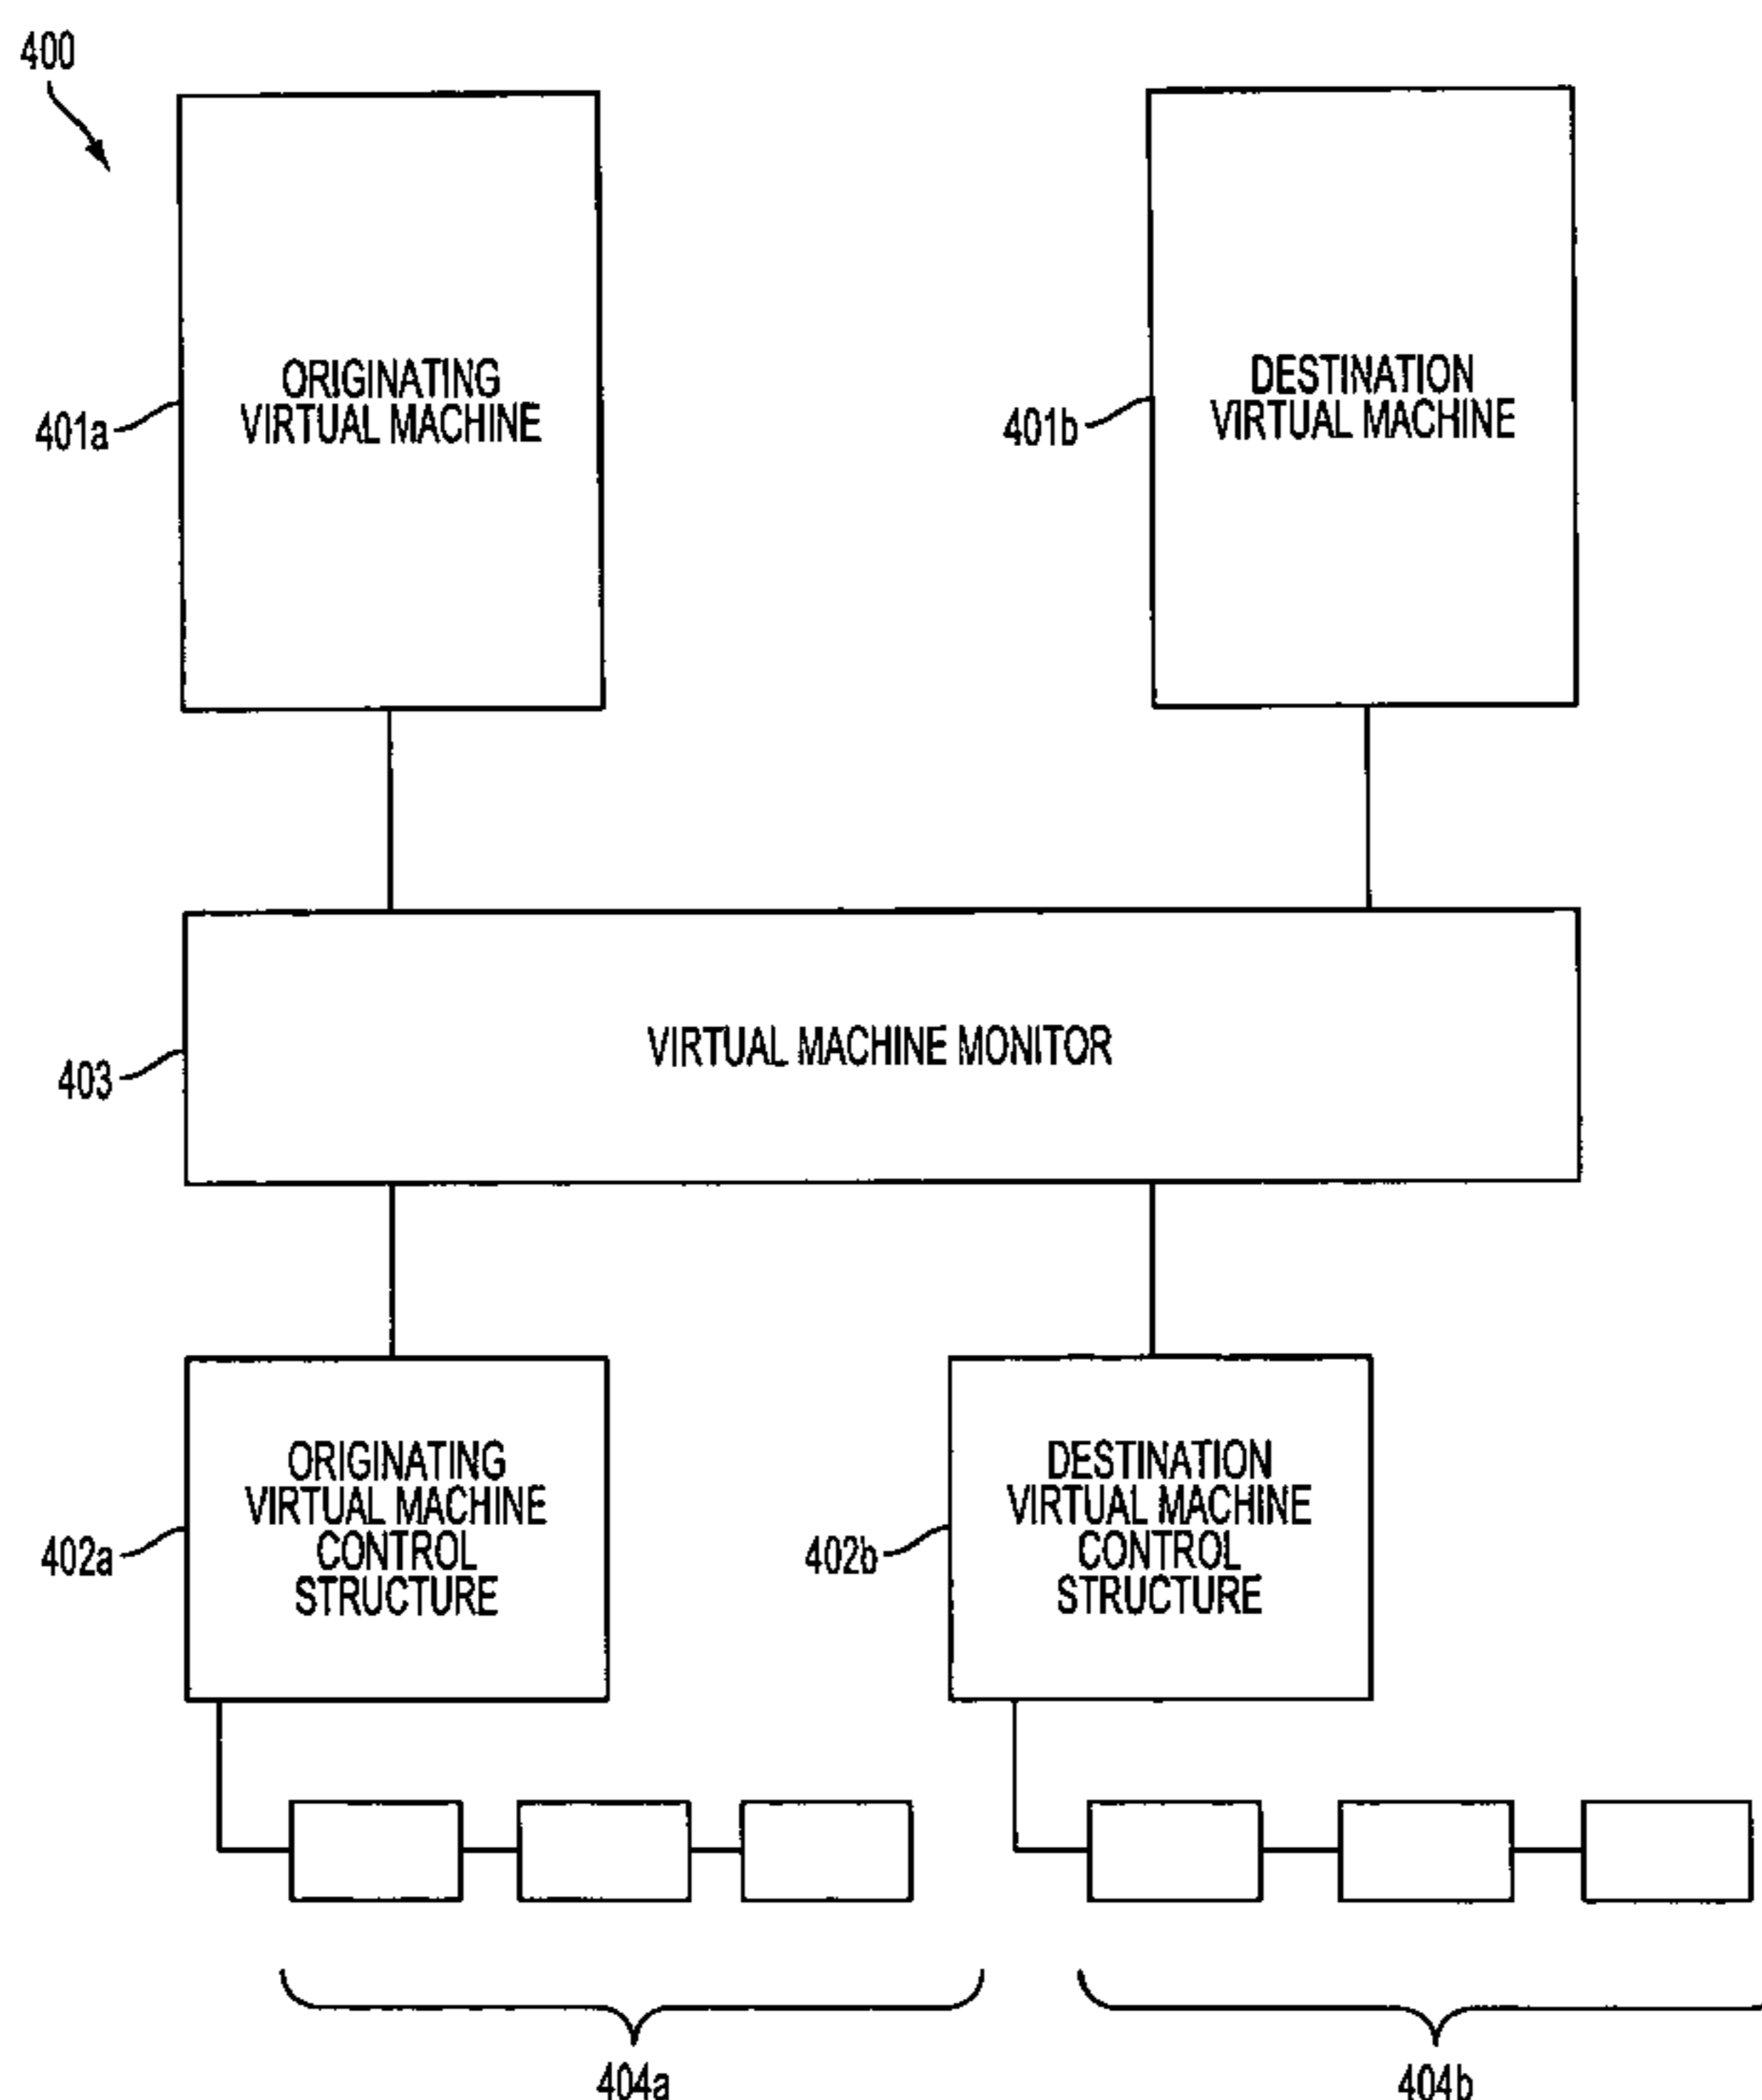 400
ORIGINATING
VIRTUAL MACHINE
401a
DESTINATION
VIRTUAL MACHINE
401b
VIRTUAL MACHINE MONITOR
403
ORIGINATING
VIRTUAL MACHINE
CONTROL
STRUCTURE
402a
DESTINATION
VIRTUAL MACHINE
CONTROL
STRUCTURE
402b
404a
404b